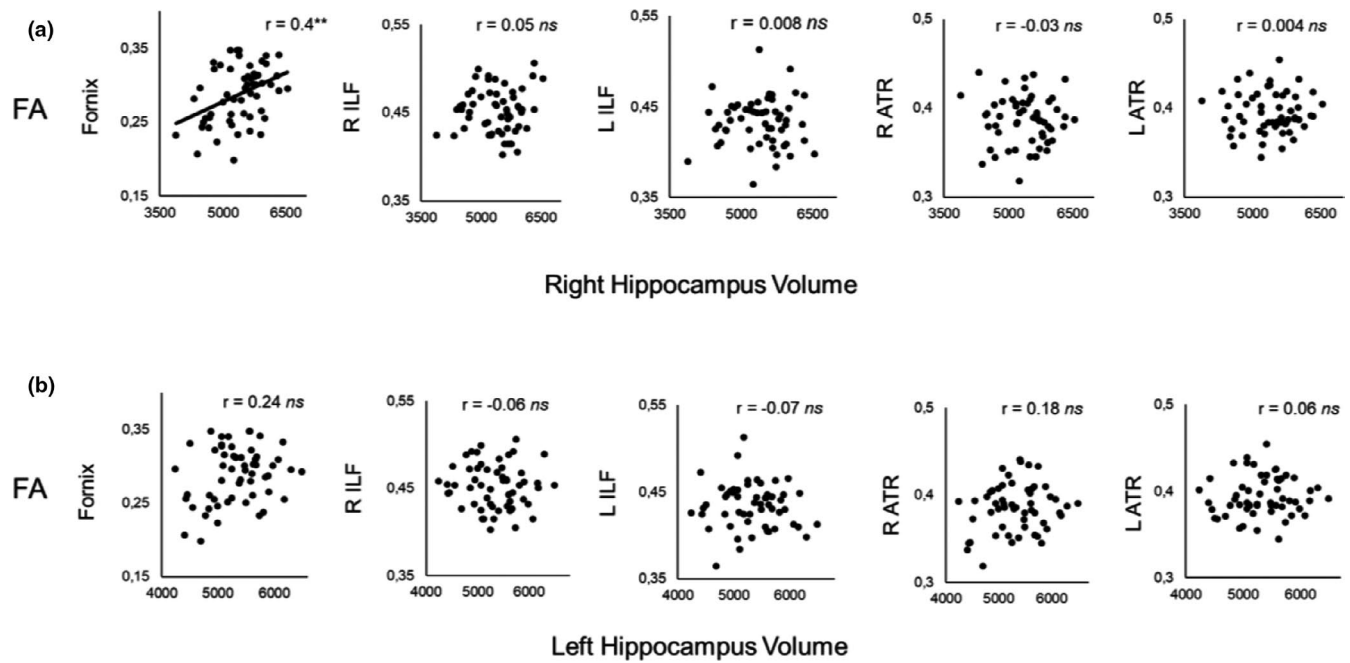 (a)
FA
Fornix
r = 0.4**
0,35
0,25
0,15
3500 5000 6500
R ILF
r = 0.05 ns
0,55
0,45
0,35
3500 5000 6500
L ILF
r = 0.008 ns
0,55
0,45
0,35
3500 5000 6500
R ATR
r = -0.03 ns
0,5
0,4
0,3
3500 5000 6500
L ATR
r = 0.004 ns
0,5
0,4
0,3
3500 5000 6500
Right Hippocampus Volume
(b)
FA
Fornix
r = 0.24 ns
0,35
0,25
0,15
4000 5000 6000
R ILF
r = -0.06 ns
0,55
0,45
0,35
4000 5000 6000
L ILF
r = -0.07 ns
0,55
0,45
0,35
4000 5000 6000
R ATR
r = 0.18 ns
0,5
0,4
0,3
4000 5000 6000
L ATR
r = 0.06 ns
0,5
0,4
0,3
4000 5000 6000
Left Hippocampus Volume